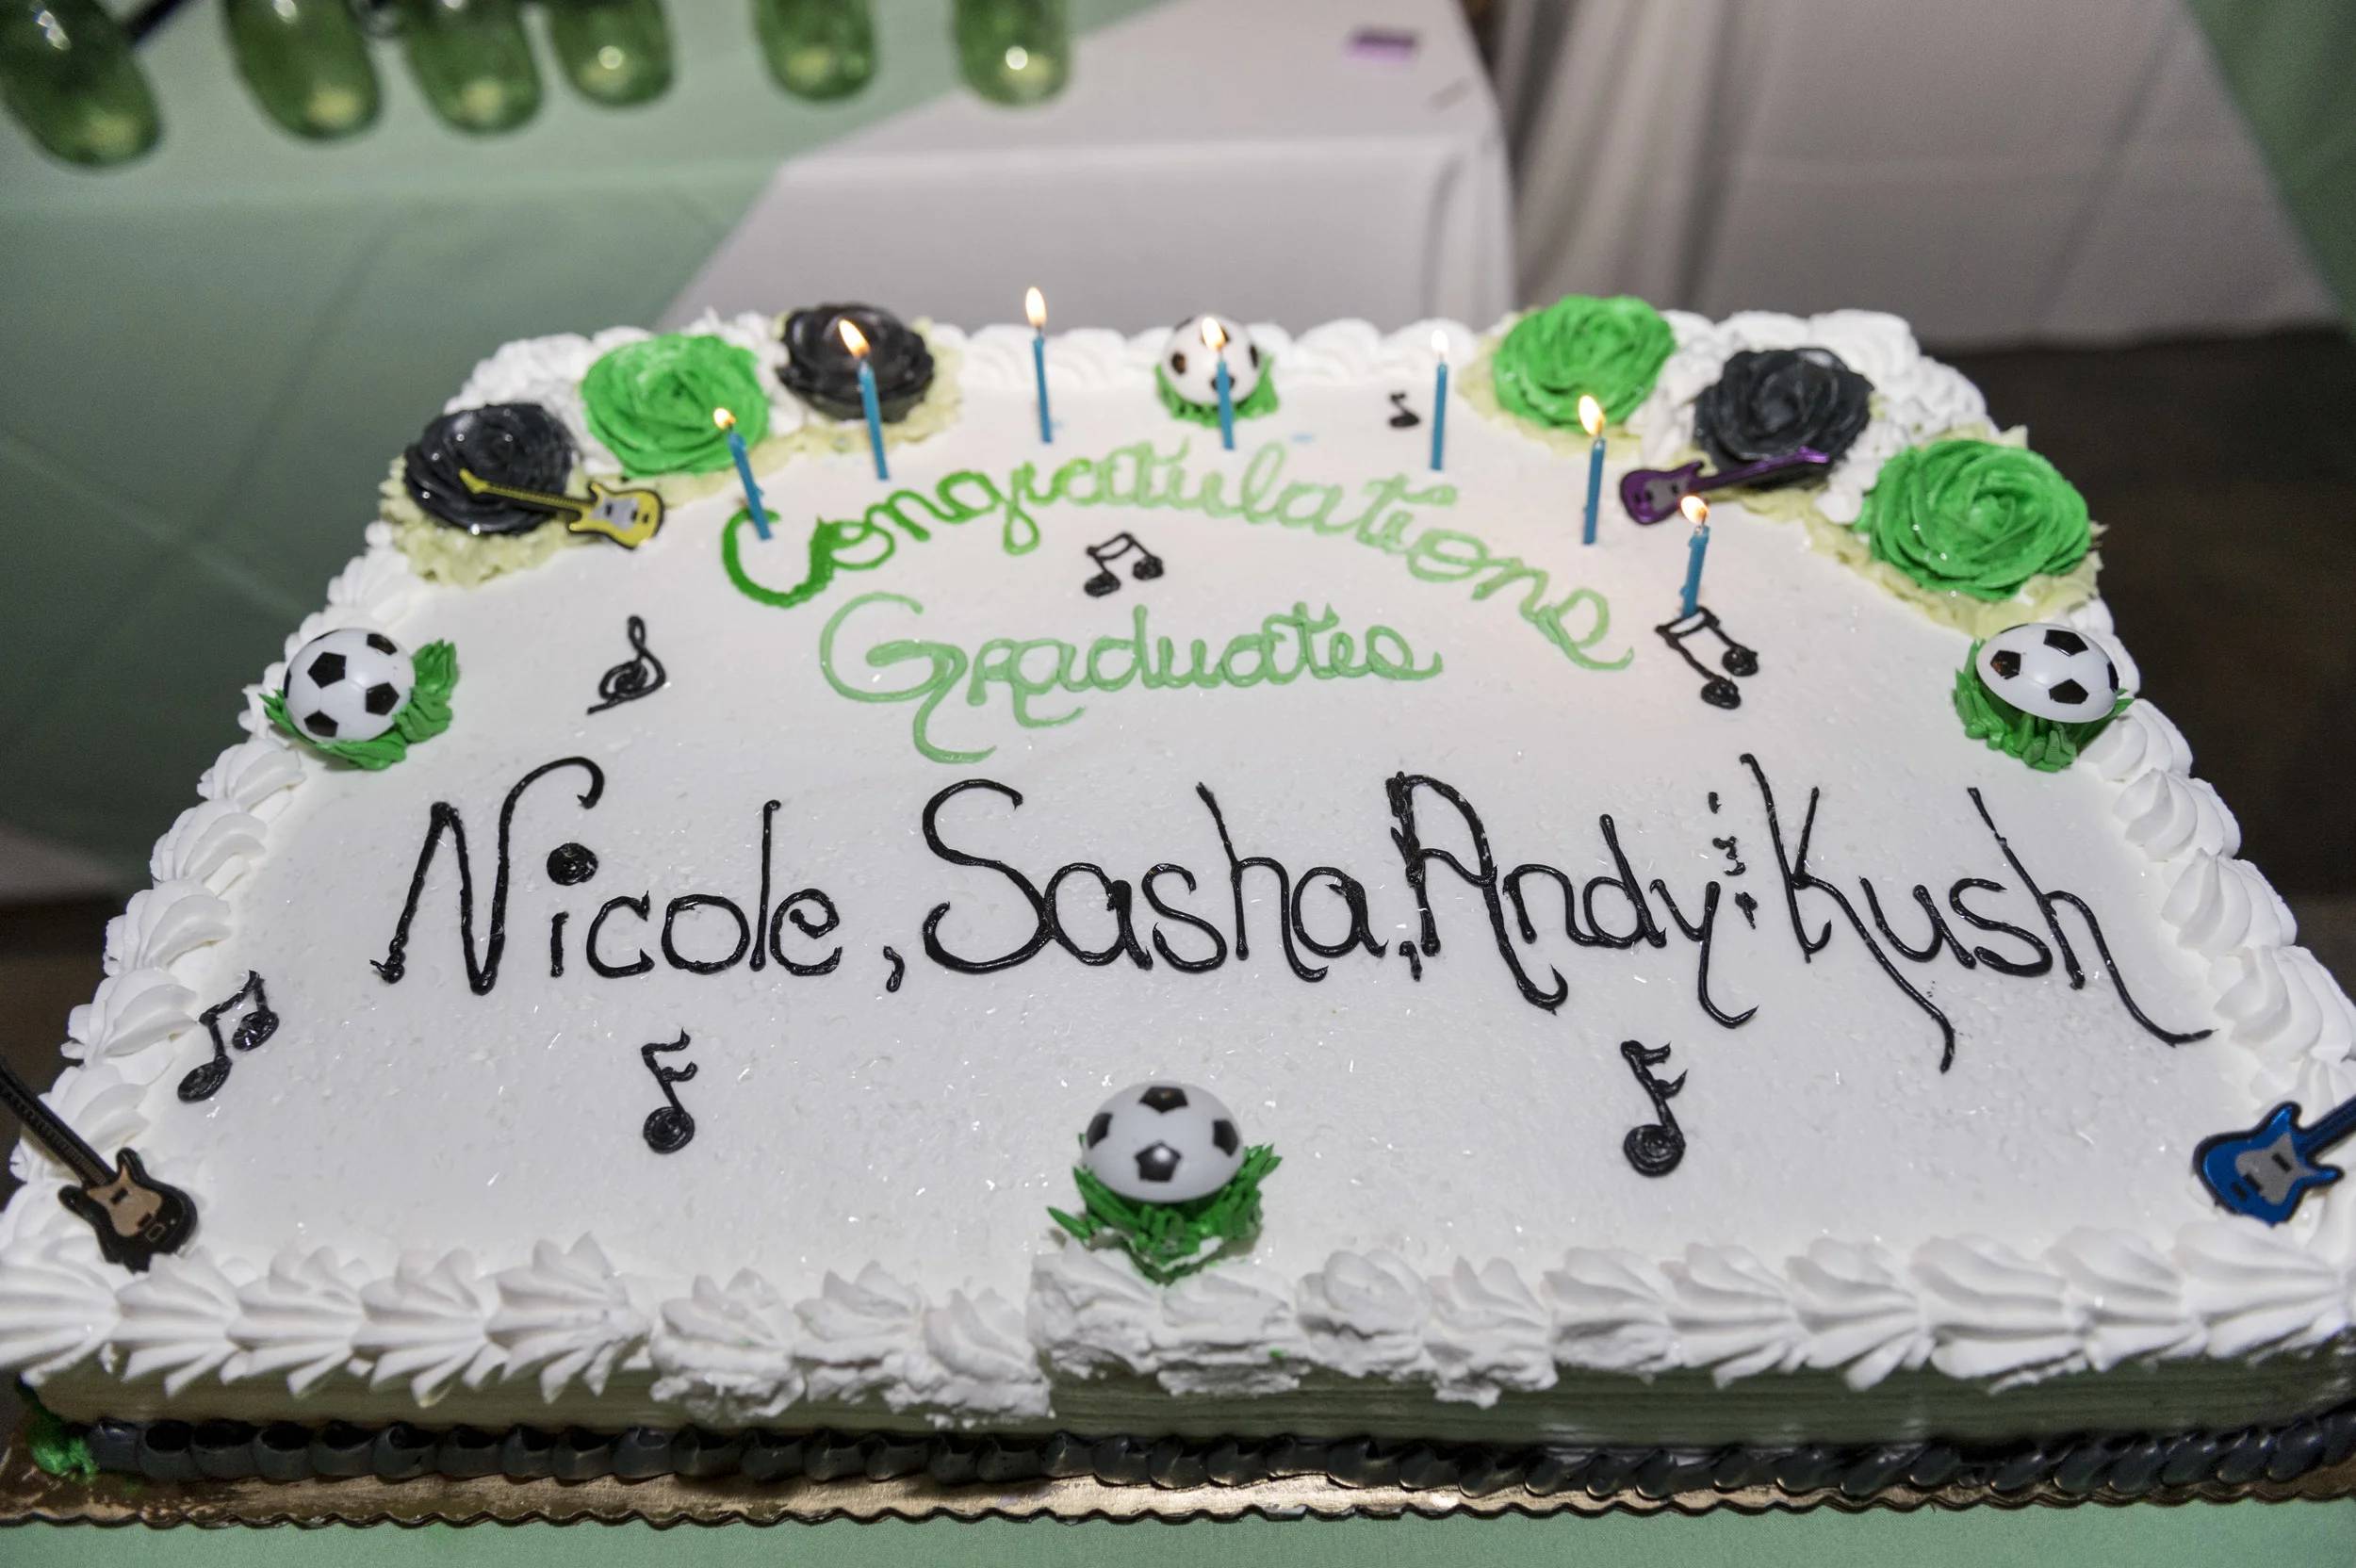 Congratulations
Graduates
Nicole, Sasha, Andy & Kush